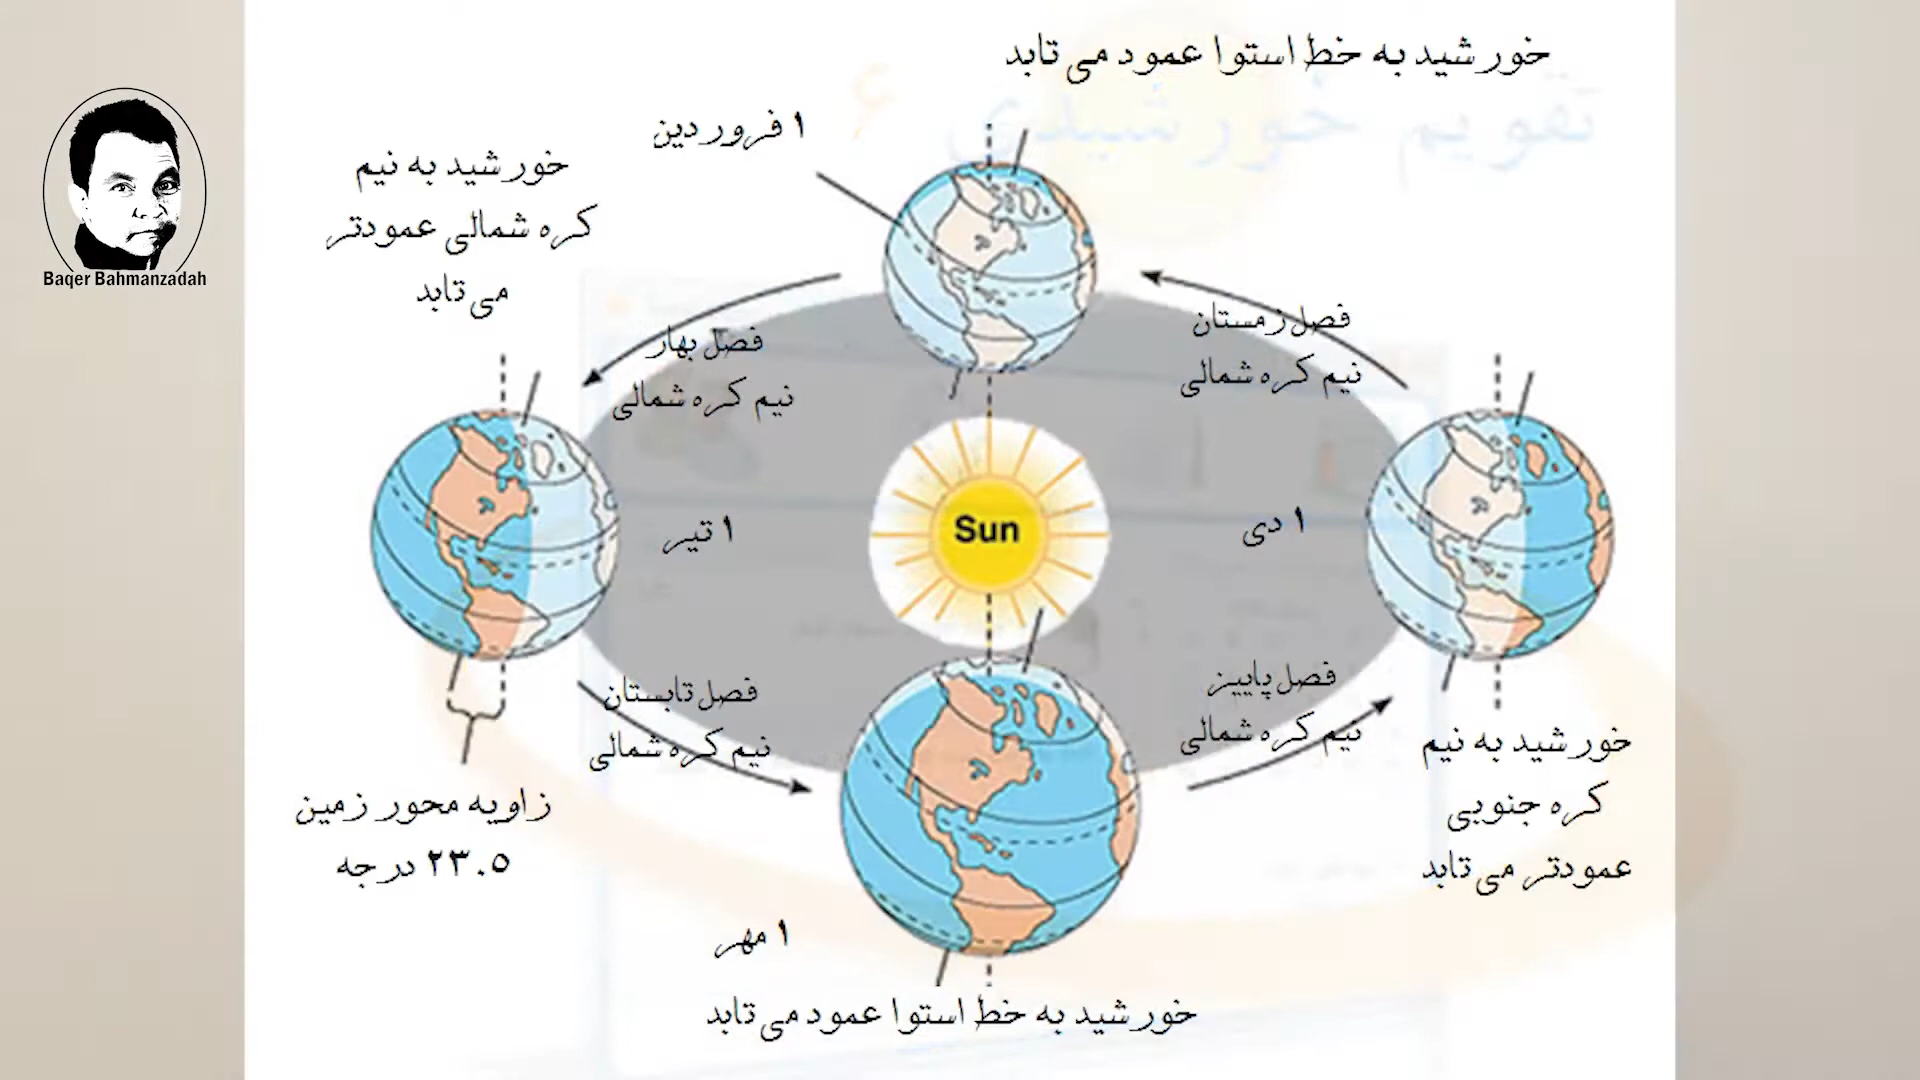 خورشید به خط استوا عمود می تابد
تقویم خورشیدی ۶
۱ فروردین
خورشید به نیم
کره شمالی عمودتر
می تابد
Baqer Bahmanzadah
فصل بهار
نیم کره شمالی
فصل زمستان
نیم کره شمالی
۱ تیر
Sun
۱ دی
فصل تابستان
نیم کره شمالی
فصل پاییز
نیم کره شمالی
خورشید به نیم
کره جنوبی
عمودتر می تابد
زاویه محور زمین
۲۳.۵ درجه
۱ مهر
خورشید به خط استوا عمود می تابد